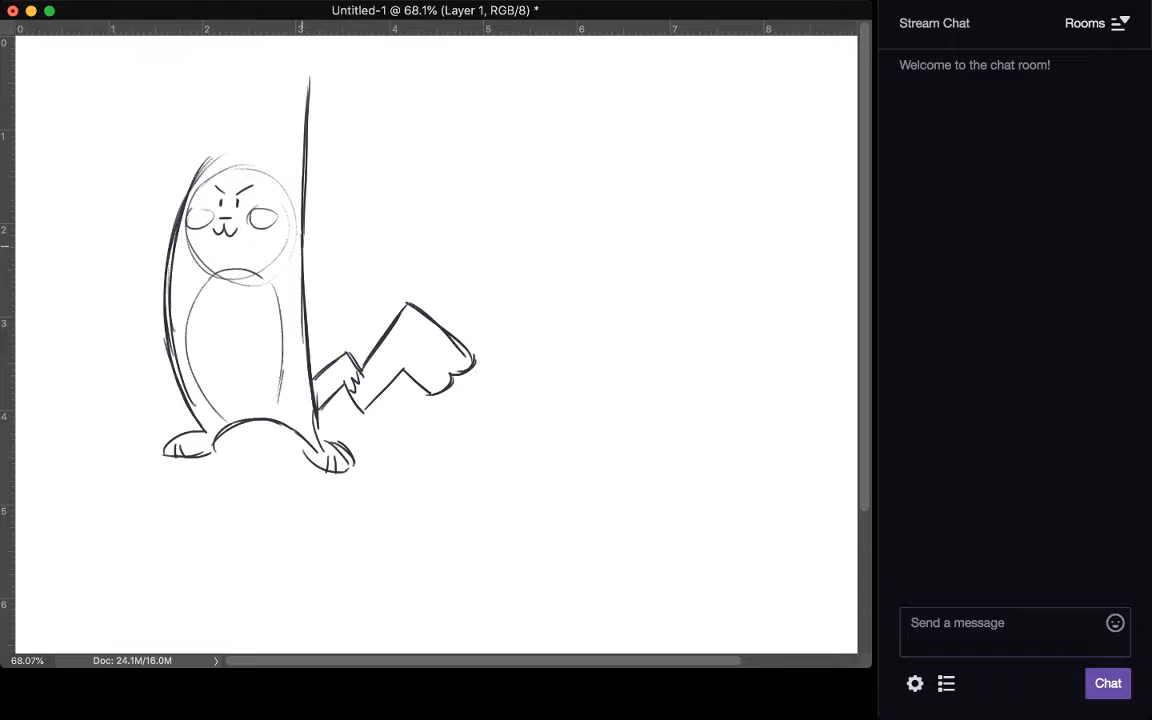 Untitled-1 @ 68.1% (Layer 1, RGB/8) *
0 1 2 3 4 5 6 7 8
0
1
2
3
4
5
6
68.07% Doc: 24.1M/16.0M
Stream Chat Rooms
Welcome to the chat room!
Send a message
Chat